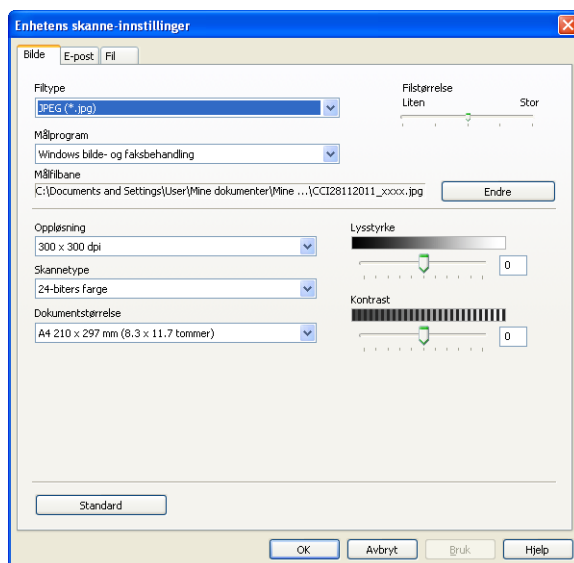 Enhetens skanne-innstillinger
Bilde E-post Fil
Filtype
JPEG (*.jpg)
Filstørrelse
Liten Stor
Målprogram
Windows bilde- og faksbehandling
Målfilbane
C:\Documents and Settings\User\Mine dokumenter\Mine ...\CCI28112011_xxxx.jpg
Endre
Oppløsning
300 x 300 dpi
Skannetype
24-biters farge
Dokumentstørrelse
A4 210 x 297 mm (8.3 x 11.7 tommer)
Lysstyrke
0
Kontrast
0
Standard
OK Avbryt Bruk Hjelp